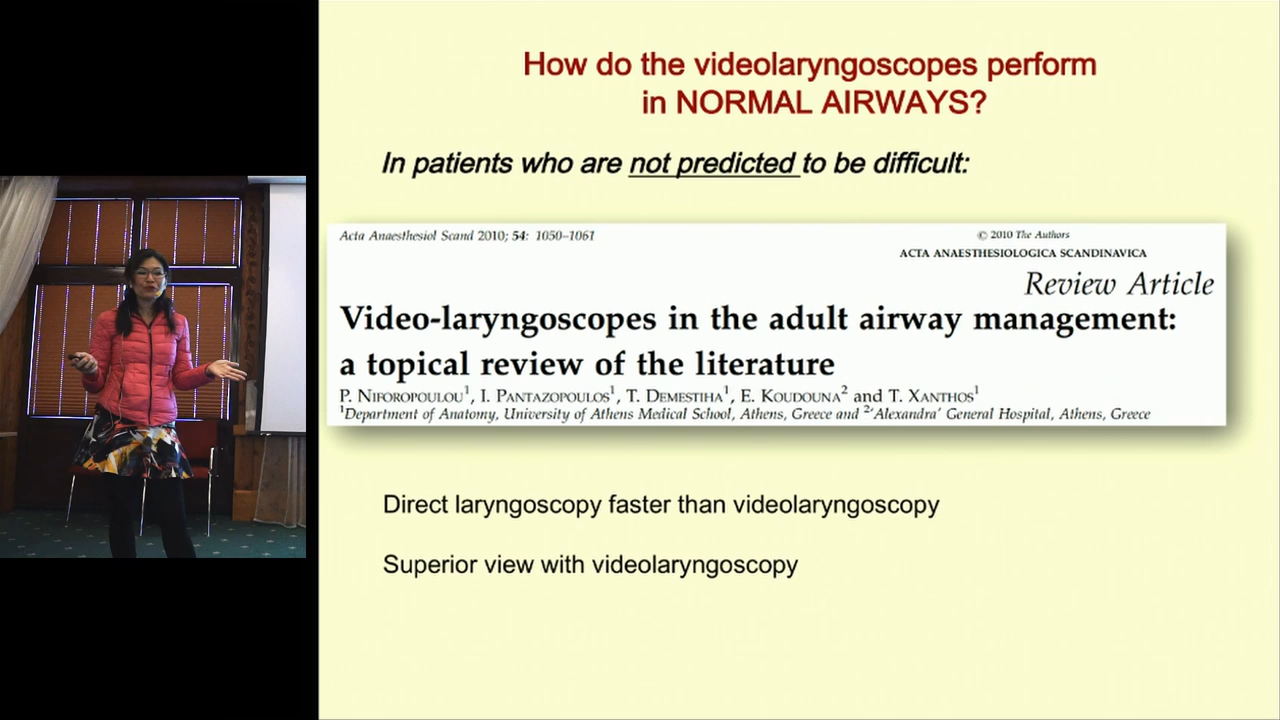 How do the videolaryngoscopes perform
in NORMAL AIRWAYS?
In patients who are not predicted to be difficult:
Acta Anaesthesiol Scand 2010; 54: 1050–1061
© 2010 The Authors
ACTA ANAESTHESIOLOGICA SCANDINAVICA
Review Article
Video-laryngoscopes in the adult airway management:
a topical review of the literature
P. Niforopoulou1, I. Pantazopoulos1, T. Demestiha1, E. Koudouna2 and T. Xanthos1
1Department of Anatomy, University of Athens Medical School, Athens, Greece and 2‘Alexandra’ General Hospital, Athens, Greece
Direct laryngoscopy faster than videolaryngoscopy
Superior view with videolaryngoscopy